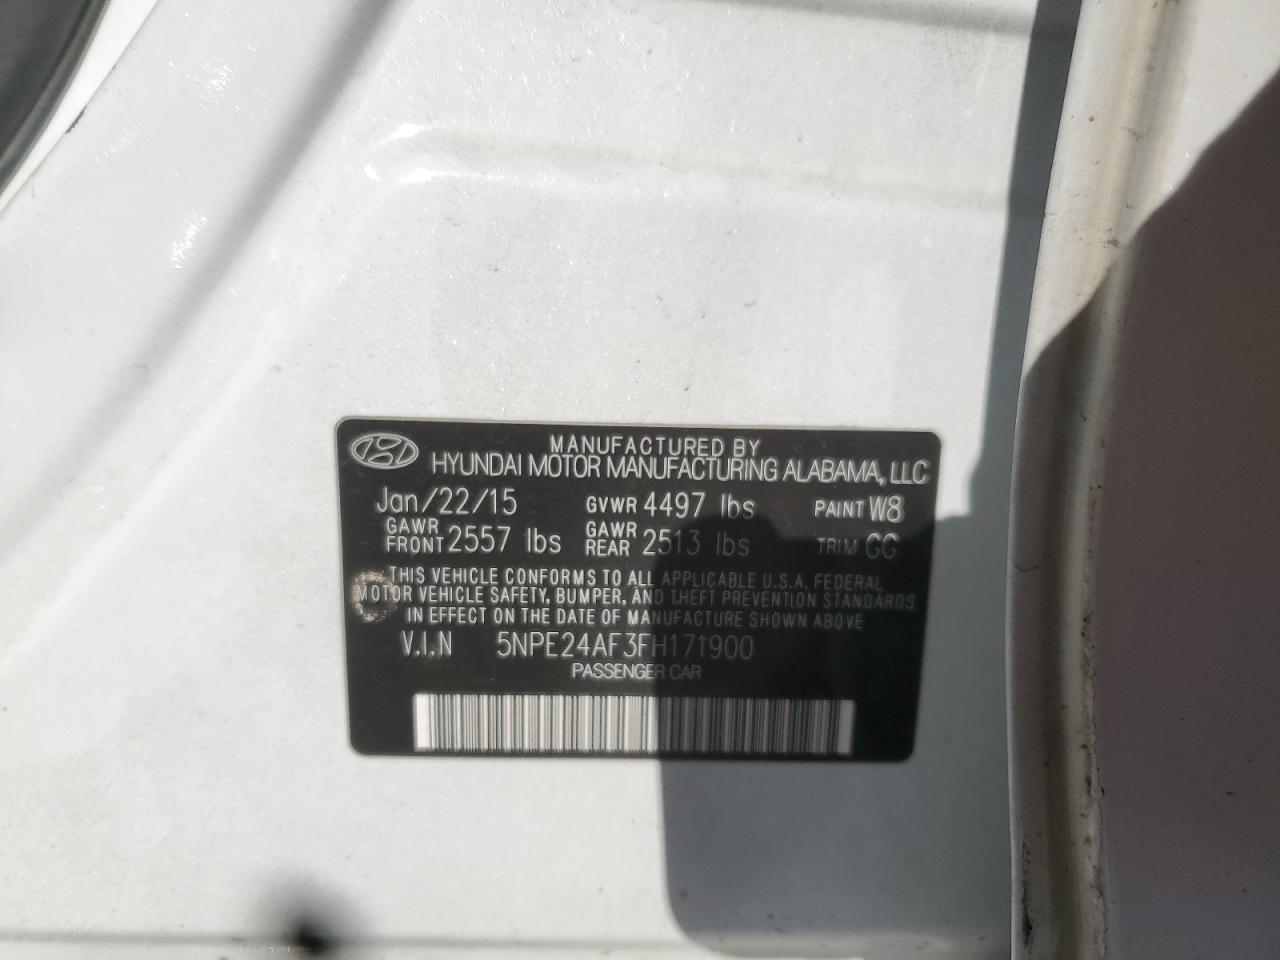 MANUFACTURED BY
HYUNDAI MOTOR MANUFACTURING ALABAMA, LLC
Jan/22/15 GVWR 4497 lbs PAINT W8
GAWR FRONT 2557 lbs GAWR REAR 2513 lbs TRIM GG
THIS VEHICLE CONFORMS TO ALL APPLICABLE U.S.A. FEDERAL
MOTOR VEHICLE SAFETY, BUMPER, AND THEFT PREVENTION STANDARDS
IN EFFECT ON THE DATE OF MANUFACTURE SHOWN ABOVE
V.I.N 5NPE24AF3FH171900
PASSENGER CAR